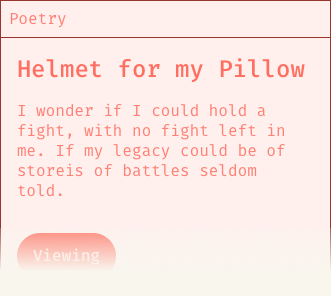 Poetry
Helmet for my Pillow
I wonder if I could hold a
fight, with no fight left in
me. If my legacy could be of
storeis of battles seldom
told.
Viewing